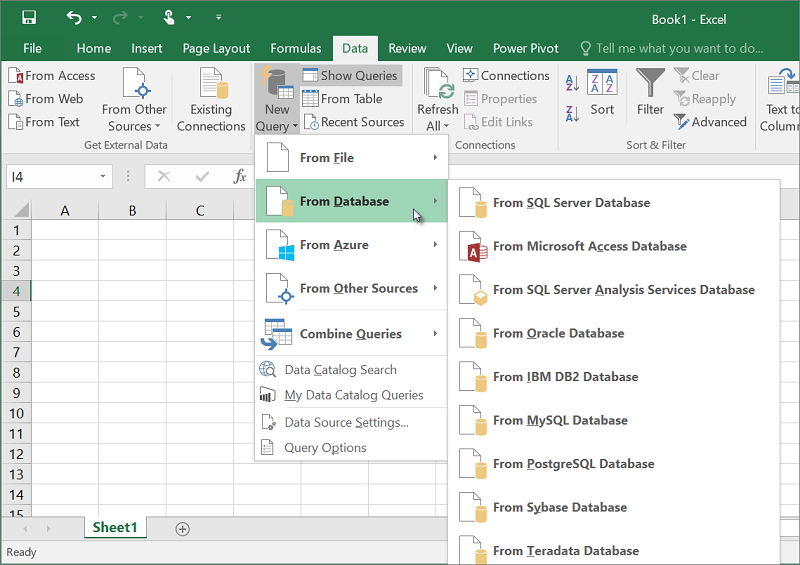 Book1 - Excel
File Home Insert Page Layout Formulas Data Review View Power Pivot Tell me what you want to do...
From Access
From Web
From Text
From Other Sources
Get External Data
Existing Connections
New Query
Show Queries
From Table
Recent Sources
Refresh All
Connections
Properties
Edit Links
Connections
A Z
Z A
Z A A Z
Sort
Filter
Clear
Reapply
Advanced
Sort & Filter
Text to
Colum
I4
fx
A B C
1
2
3
4
5
6
7
8
9
10
11
12
13
14
15
From File
From Database
From Azure
From Other Sources
Combine Queries
Data Catalog Search
My Data Catalog Queries
Data Source Settings...
Query Options
From SQL Server Database
From Microsoft Access Database
From SQL Server Analysis Services Database
From Oracle Database
From IBM DB2 Database
From MySQL Database
From PostgreSQL Database
From Sybase Database
From Teradata Database
Sheet1
Ready